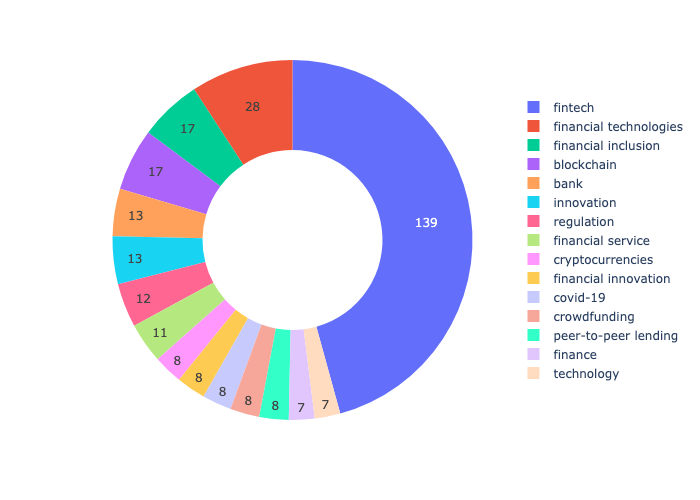 28
17
17
13
13
12
11
8
8
8
8
8
7
7
139
fintech
financial technologies
financial inclusion
blockchain
bank
innovation
regulation
financial service
cryptocurrencies
financial innovation
covid-19
crowdfunding
peer-to-peer lending
finance
technology